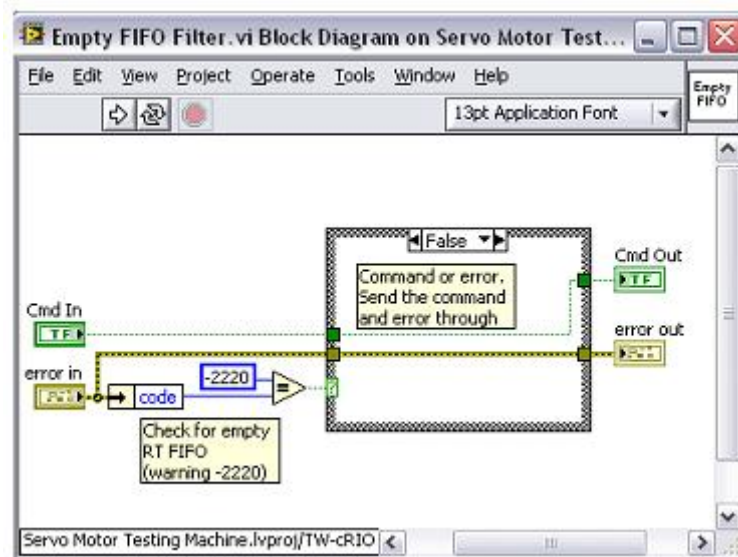 Empty FIFO Filter.vi Block Diagram on Servo Motor Test...
File Edit View Project Operate Tools Window Help
Empty
FIFO
13pt Application Font
False
Command or error.
Send the command
and error through
Cmd Out
TF
Cmd In
TF
error out
error in
-2220
=
code
?
Check for empty
RT FIFO
(warning -2220)
Servo Motor Testing Machine.lvproj/TW-cRIO